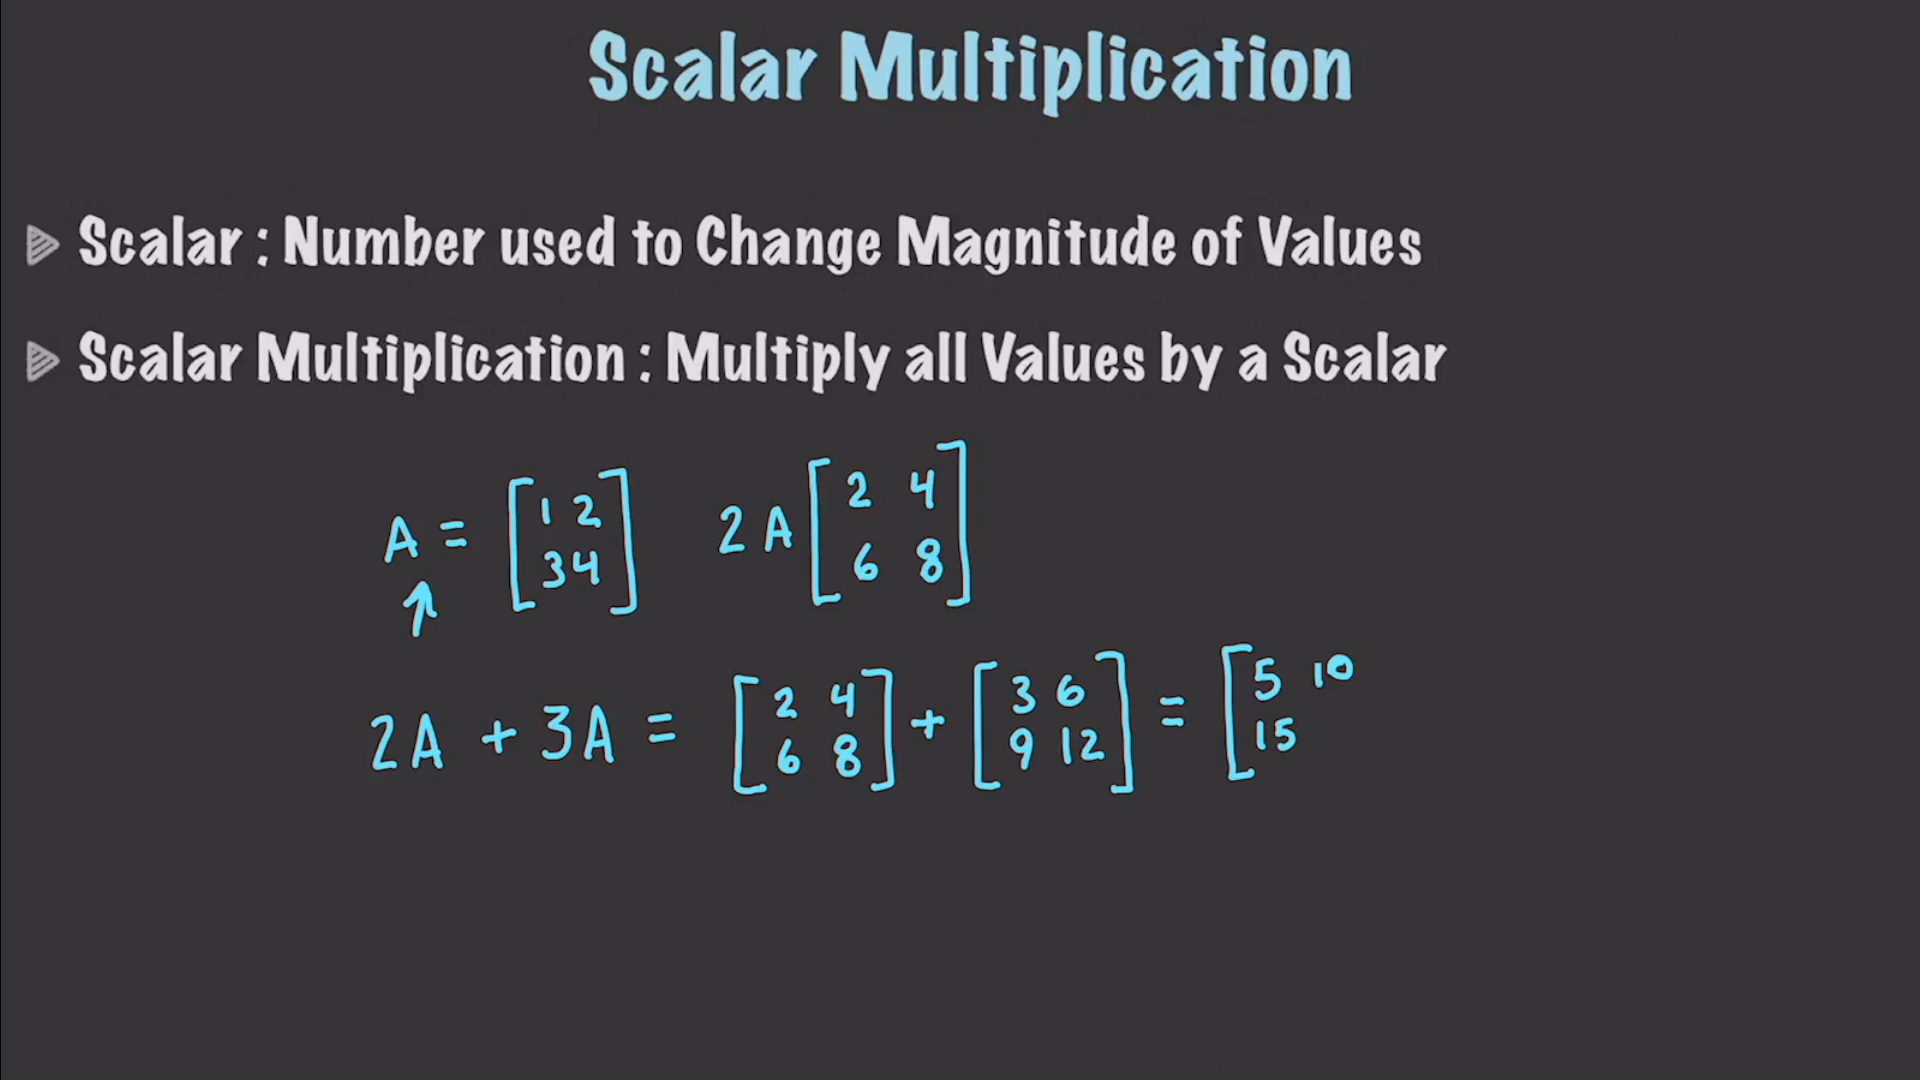 Scalar Multiplication
Scalar : Number used to Change Magnitude of Values
Scalar Multiplication : Multiply all Values by a Scalar
A = [1 2 2A [2 4]
3 4] 6 8]
2A + 3A = [2 4 + [3 6 = [5 10
6 8] 9 12] 15